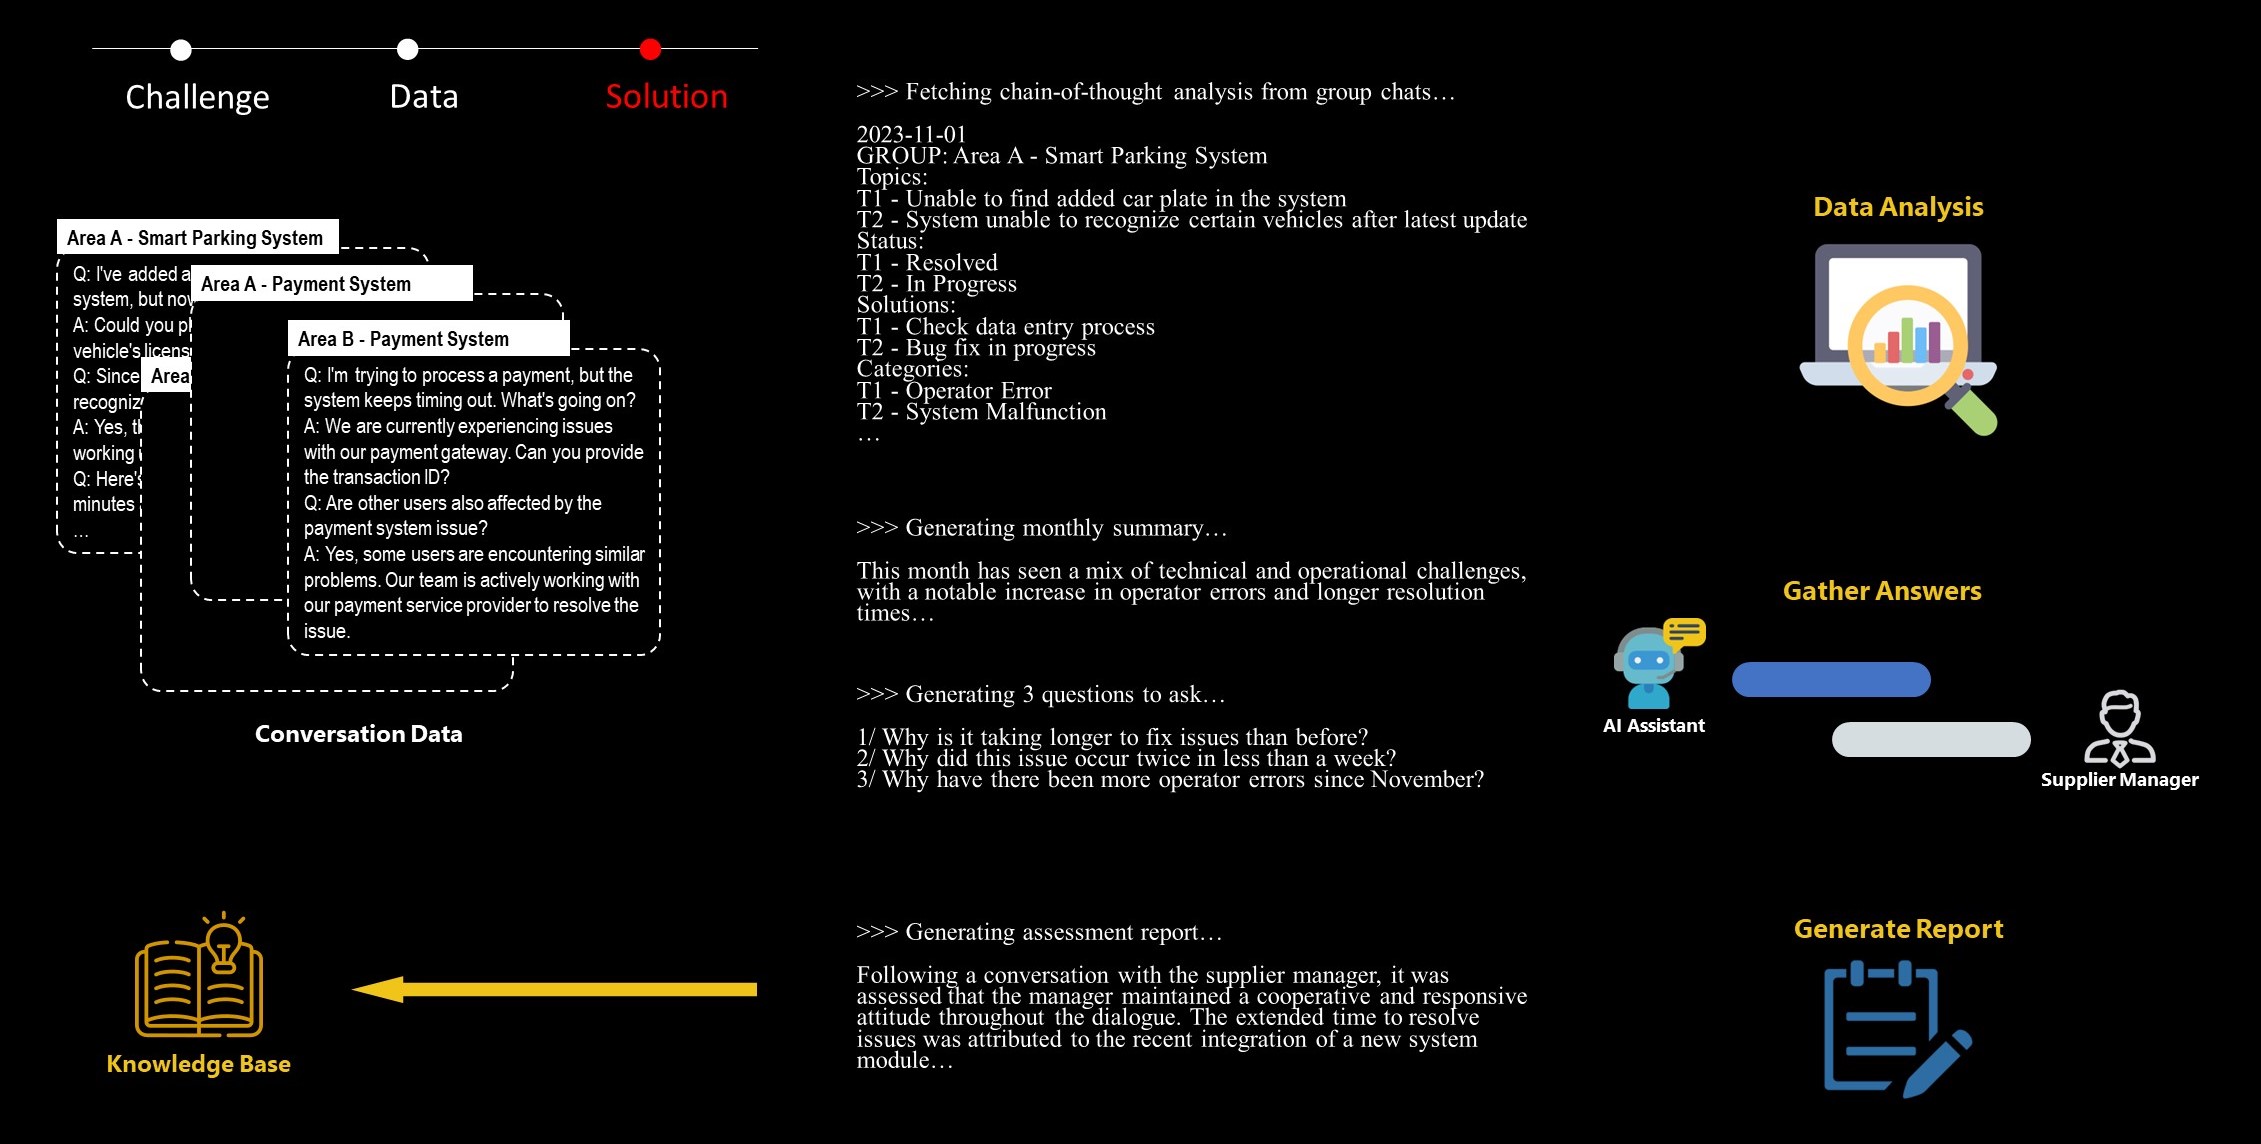 Challenge
Data
Solution
Area A - Smart Parking System
Q: I've added a
system, but now
A: Could you pl
vehicle's licens
Q: Since
recogniz
A: Yes, th
working
Q: Here's
minutes
…
Area A - Payment System
Area
Area B - Payment System
Q: I'm trying to process a payment, but the
system keeps timing out. What's going on?
A: We are currently experiencing issues
with our payment gateway. Can you provide
the transaction ID?
Q: Are other users also affected by the
payment system issue?
A: Yes, some users are encountering similar
problems. Our team is actively working with
our payment service provider to resolve the
issue.
Conversation Data
Knowledge Base
>>> Fetching chain-of-thought analysis from group chats…
2023-11-01
GROUP: Area A - Smart Parking System
Topics:
T1 - Unable to find added car plate in the system
T2 - System unable to recognize certain vehicles after latest update
Status:
T1 - Resolved
T2 - In Progress
Solutions:
T1 - Check data entry process
T2 - Bug fix in progress
Categories:
T1 - Operator Error
T2 - System Malfunction
…
>>> Generating monthly summary…
This month has seen a mix of technical and operational challenges,
with a notable increase in operator errors and longer resolution
times…
>>> Generating 3 questions to ask…
1/ Why is it taking longer to fix issues than before?
2/ Why did this issue occur twice in less than a week?
3/ Why have there been more operator errors since November?
>>> Generating assessment report…
Following a conversation with the supplier manager, it was
assessed that the manager maintained a cooperative and responsive
attitude throughout the dialogue. The extended time to resolve
issues was attributed to the recent integration of a new system
module…
Data Analysis
Gather Answers
AI Assistant
Supplier Manager
Generate Report